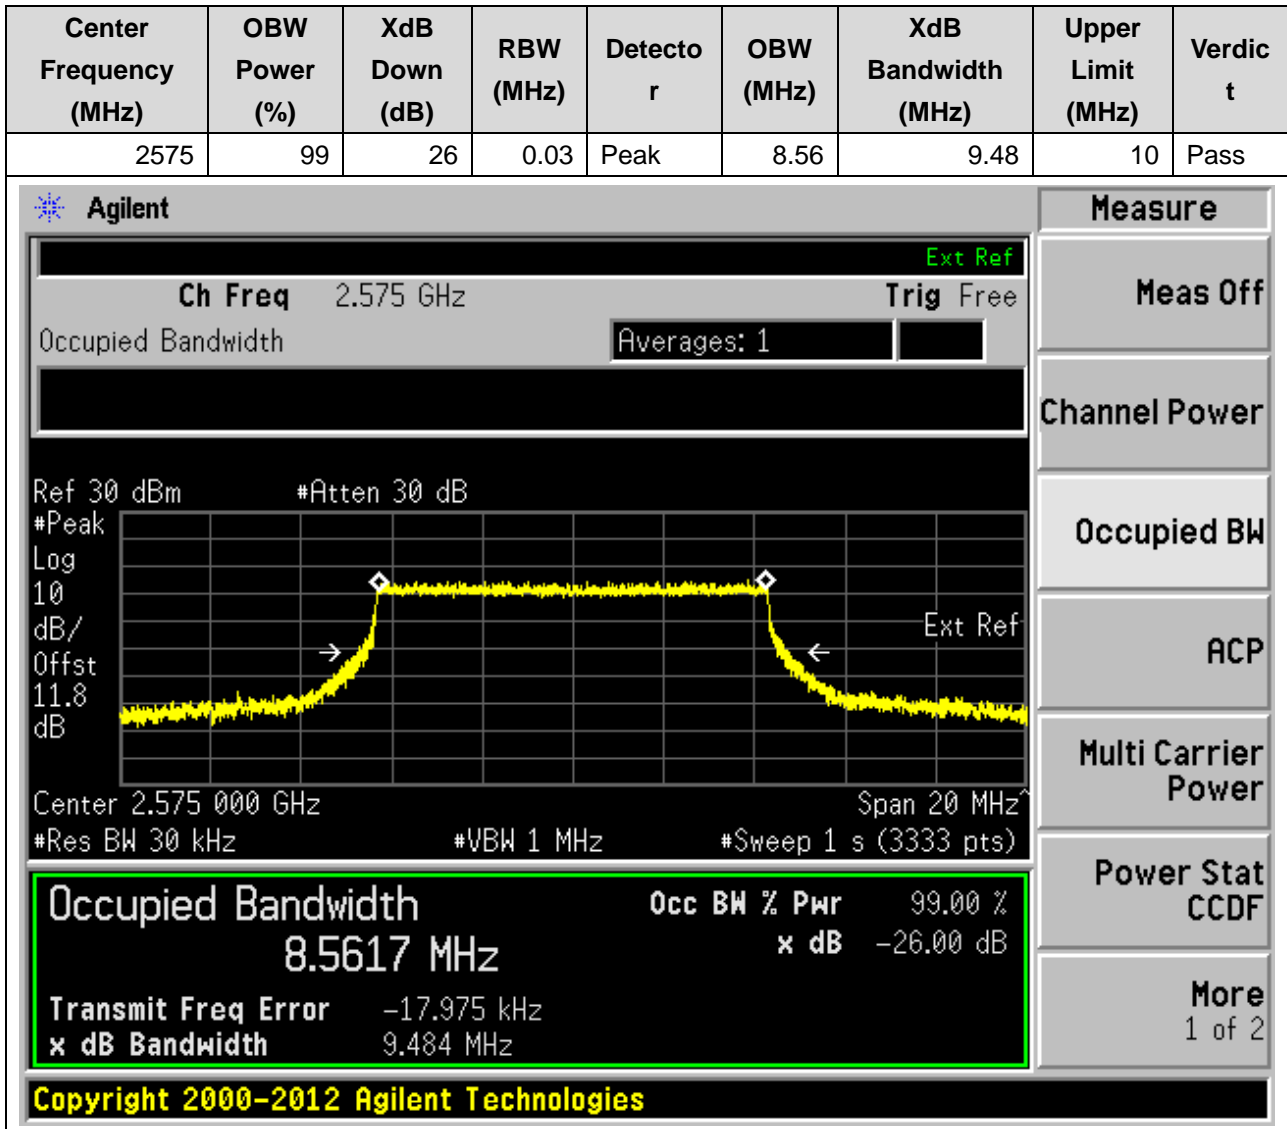 Center Frequency (MHz) OBW Power (%) XdB Down (dB) RBW (MHz) Detector OBW (MHz) XdB Bandwidth (MHz) Upper Limit (MHz) Verdict
2575 99 26 0.03 Peak 8.56 9.48 10 Pass
Agilent
Measure
Ext Ref
Ch Freq 2.575 GHz Trig Free
Meas Off
Occupied Bandwidth
Averages: 1
Channel Power
Ref 30 dBm #Atten 30 dB
#Peak
Log
10
dB/
Offst
11.8
dB
Ext Ref
Occupied BW
ACP
Multi Carrier
Power
Center 2.575 000 GHz Span 20 MHz^
#Res BW 30 kHz #VBW 1 MHz #Sweep 1 s (3333 pts)
Power Stat
CCDF
Occupied Bandwidth
8.5617 MHz
Occ BW % Pwr 99.00 %
x dB -26.00 dB
Transmit Freq Error -17.975 kHz
x dB Bandwidth 9.484 MHz
More
1 of 2
Copyright 2000-2012 Agilent Technologies